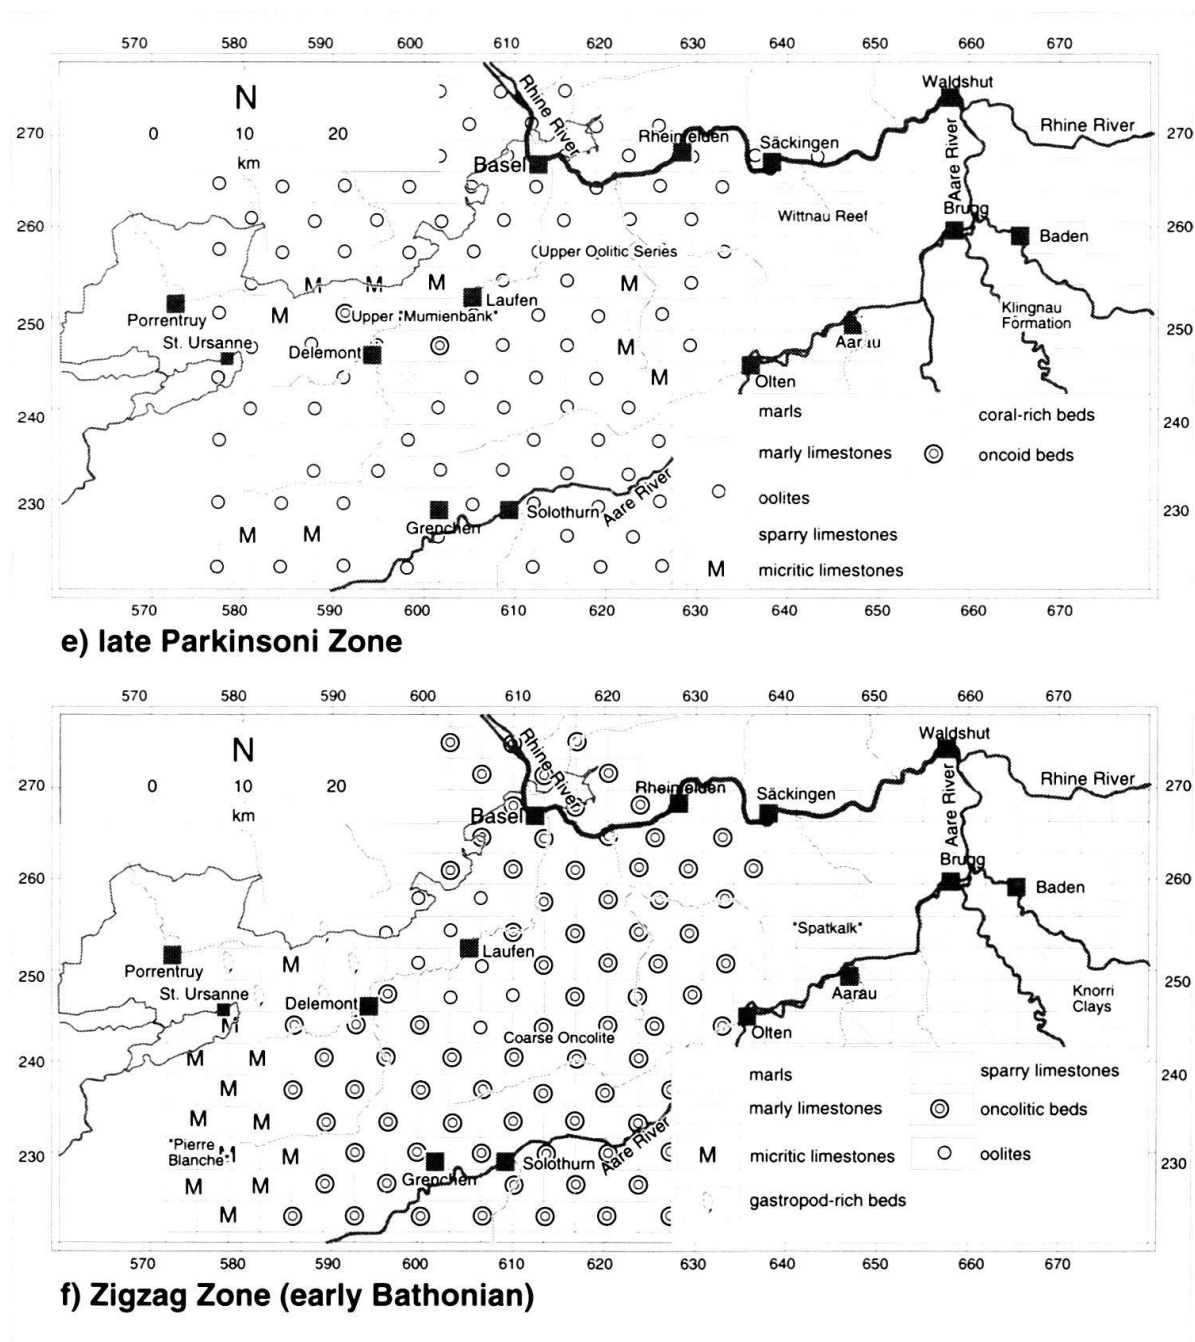 570 580 590 600 610 620 630 640 650 660 670
Waldshut
N
Rhine River
270 0 10 20 Rheinfelden Säckingen Aare River Rhine River 270
km Basel
Brugg
260 Wittnau Reef 260
Upper Oolitic Series Baden
M M M M
Porrentruy M Upper "Mumienbank" Laufen Klingnau
Formation
250 St. Ursanne Delemont M Aarau 250
M Olten
240 marls coral-rich beds 240
marly limestones oncoid beds
oolites
230 Grenchen Solothurn Aare River 230
M M sparry limestones
M micritic limestones
570 580 590 600 610 620 630 640 650 660 670
e) late Parkinsoni Zone
570 580 590 600 610 620 630 640 650 660 670
Waldshut
N
Rhine River
270 0 10 20 Rheinfelden Säckingen Aare River Rhine River 270
km Basel
Brugg
260 Baden 260
"Spatkalk"
Laufen
250 Porrentruy M 250
St. Ursanne Delemont Aarau Knorri
Clays
M Coarse Oncolite Olten
240 M M marls sparry limestones 240
M marly limestones oncolitic beds
M M
"Pierre
Blanche" M M
230 Grenchen Solothurn Aare River M micritic limestones oolites 230
M M
gastropod-rich beds
M
570 580 590 600 610 620 630 640 650 660 670
f) Zigzag Zone (early Bathonian)